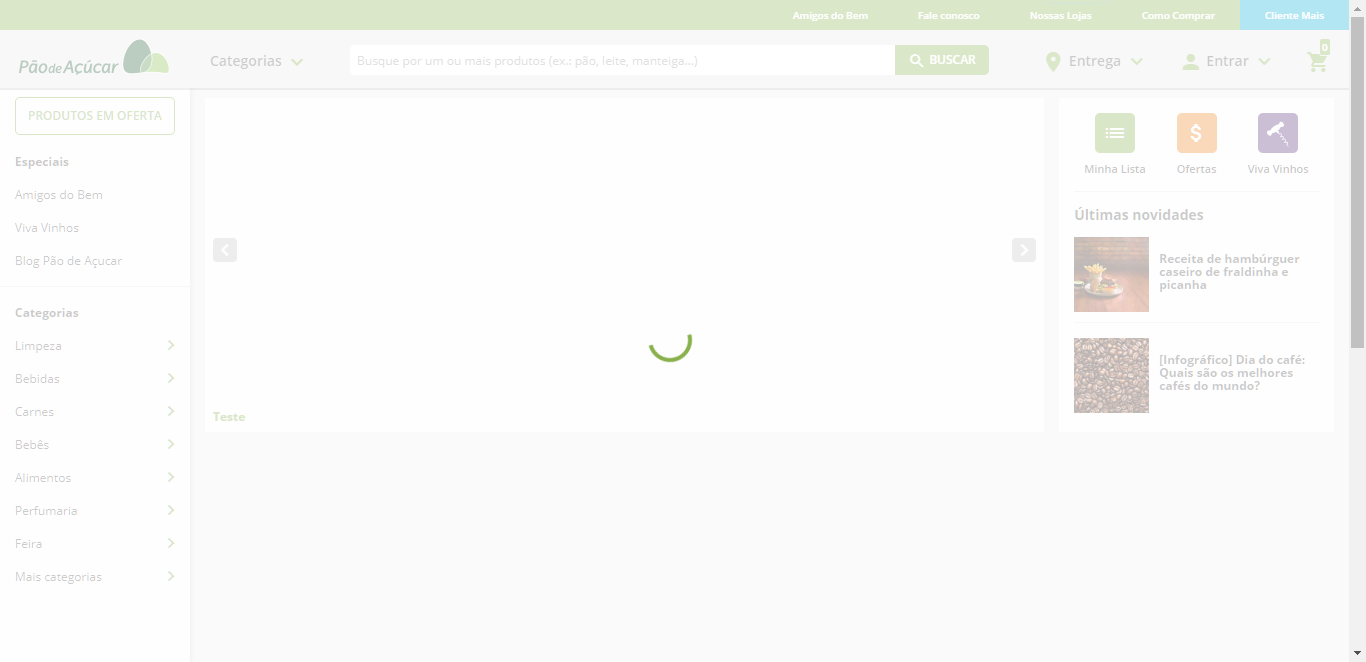 Amigos do Bem
Fale conosco
Nossas Lojas
Como Comprar
Cliente Mais
PãodeAçúcar
Categorias
Busque por um ou mais produtos (ex.: pão, leite, manteiga...)
BUSCAR
Entrega
Entrar
0
PRODUTOS EM OFERTA
Especiais
Amigos do Bem
Viva Vinhos
Blog Pão de Açucar
Categorias
Limpeza
Bebidas
Carnes
Bebês
Alimentos
Perfumaria
Feira
Mais categorias
Teste
Minha Lista
Ofertas
Viva Vinhos
Últimas novidades
Receita de hambúrguer
caseiro de fraldinha e
picanha
[Infográfico] Dia do café:
Quais são os melhores
cafés do mundo?